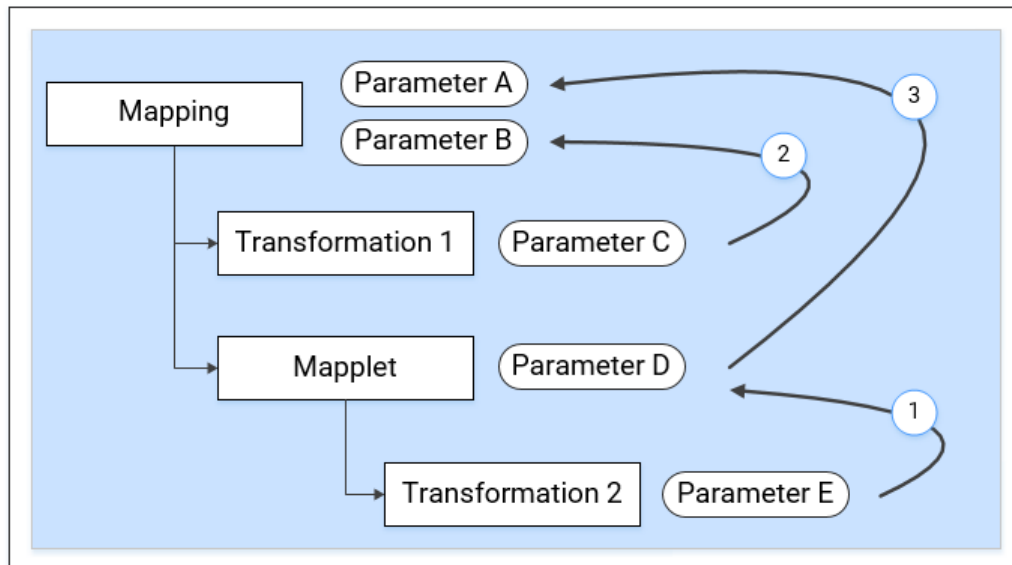 Parameter A
3
Mapping
Parameter B
2
Transformation 1
Parameter C
Mapplet
Parameter D
1
Transformation 2
Parameter E